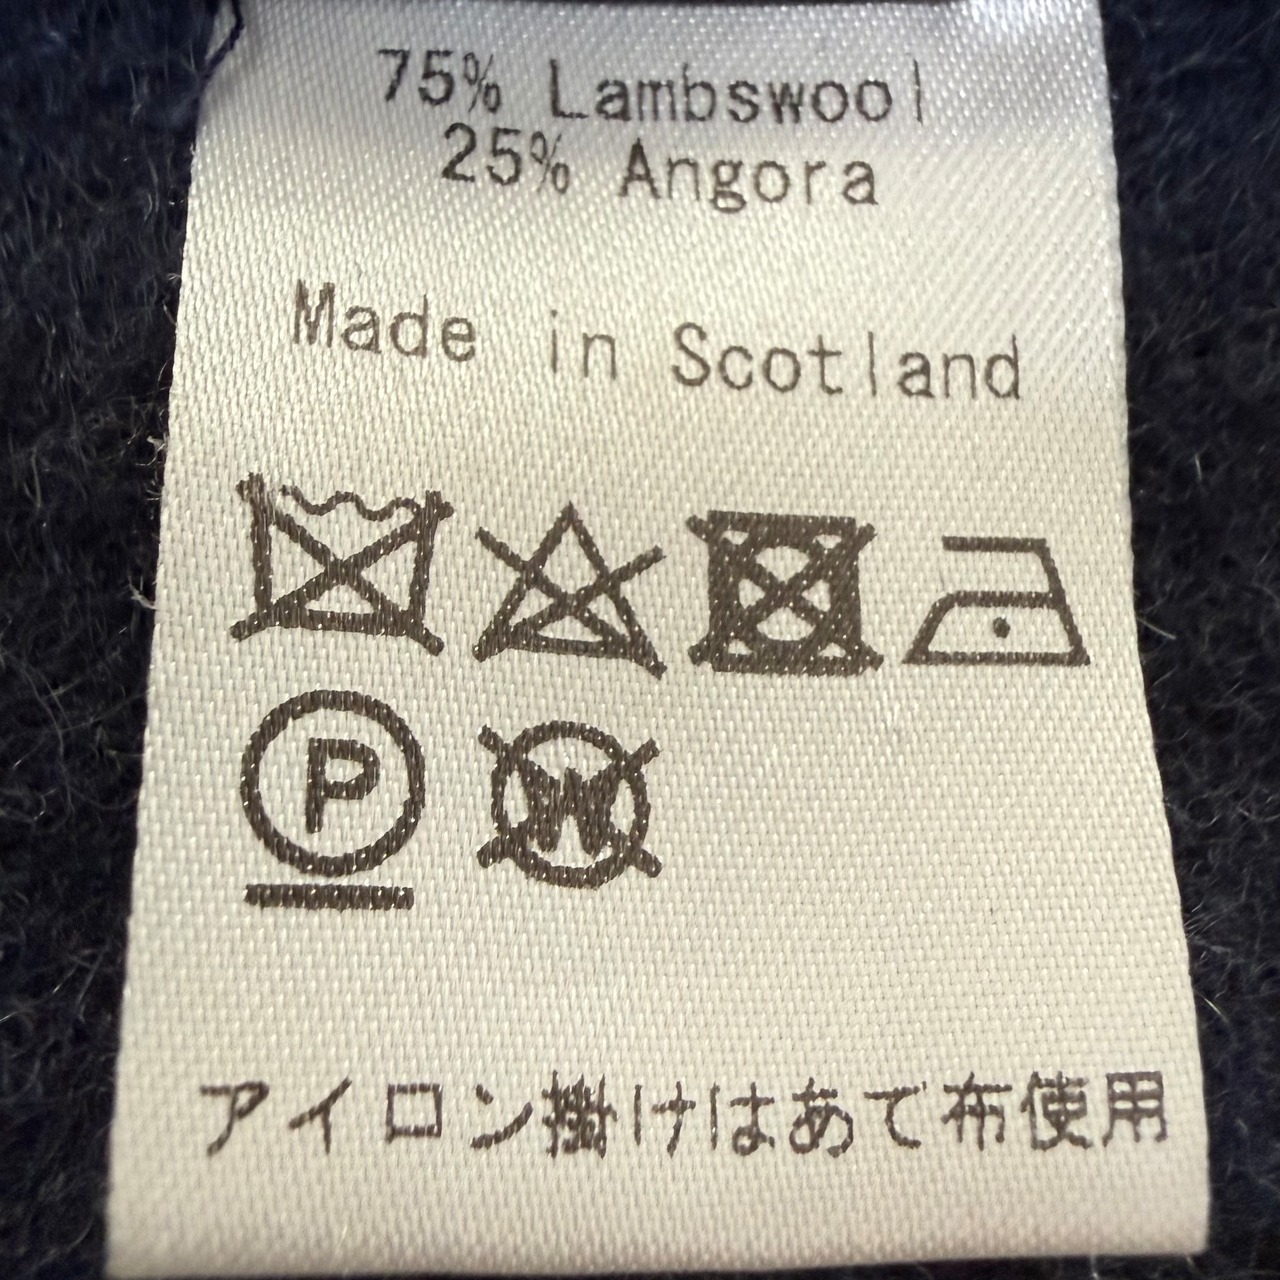 75% Lambswool
25% Angora
Made in Scotland
P W
アイロン掛けはあて布使用